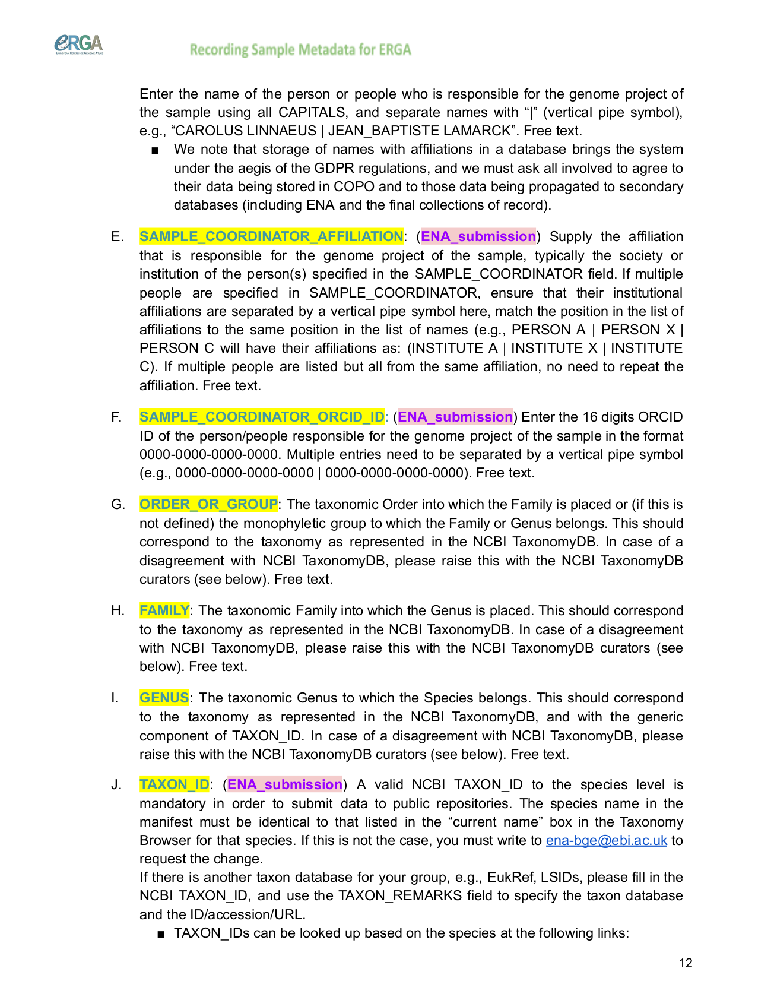 eRGA
EUROPEAN REFERENCE GENOME ATLAS
Recording Sample Metadata for ERGA
Enter the name of the person or people who is responsible for the genome project of
the sample using all CAPITALS, and separate names with “|” (vertical pipe symbol),
e.g., “CAROLUS LINNAEUS | JEAN_BAPTISTE LAMARCK”. Free text.
■ We note that storage of names with affiliations in a database brings the system
under the aegis of the GDPR regulations, and we must ask all involved to agree to
their data being stored in COPO and to those data being propagated to secondary
databases (including ENA and the final collections of record).
E. SAMPLE_COORDINATOR_AFFILIATION: (ENA_submission) Supply the affiliation
that is responsible for the genome project of the sample, typically the society or
institution of the person(s) specified in the SAMPLE_COORDINATOR field. If multiple
people are specified in SAMPLE_COORDINATOR, ensure that their institutional
affiliations are separated by a vertical pipe symbol here, match the position in the list of
affiliations to the same position in the list of names (e.g., PERSON A | PERSON X |
PERSON C will have their affiliations as: (INSTITUTE A | INSTITUTE X | INSTITUTE
C). If multiple people are listed but all from the same affiliation, no need to repeat the
affiliation. Free text.
F. SAMPLE_COORDINATOR_ORCID_ID: (ENA_submission) Enter the 16 digits ORCID
ID of the person/people responsible for the genome project of the sample in the format
0000-0000-0000-0000. Multiple entries need to be separated by a vertical pipe symbol
(e.g., 0000-0000-0000-0000 | 0000-0000-0000-0000). Free text.
G. ORDER_OR_GROUP: The taxonomic Order into which the Family is placed or (if this is
not defined) the monophyletic group to which the Family or Genus belongs. This should
correspond to the taxonomy as represented in the NCBI TaxonomyDB. In case of a
disagreement with NCBI TaxonomyDB, please raise this with the NCBI TaxonomyDB
curators (see below). Free text.
H. FAMILY: The taxonomic Family into which the Genus is placed. This should correspond
to the taxonomy as represented in the NCBI TaxonomyDB. In case of a disagreement
with NCBI TaxonomyDB, please raise this with the NCBI TaxonomyDB curators (see
below). Free text.
I. GENUS: The taxonomic Genus to which the Species belongs. This should correspond
to the taxonomy as represented in the NCBI TaxonomyDB, and with the generic
component of TAXON_ID. In case of a disagreement with NCBI TaxonomyDB, please
raise this with the NCBI TaxonomyDB curators (see below). Free text.
J. TAXON_ID: (ENA_submission) A valid NCBI TAXON_ID to the species level is
mandatory in order to submit data to public repositories. The species name in the
manifest must be identical to that listed in the “current name” box in the Taxonomy
Browser for that species. If this is not the case, you must write to ena-bge@ebi.ac.uk to
request the change.
If there is another taxon database for your group, e.g., EukRef, LSIDs, please fill in the
NCBI TAXON_ID, and use the TAXON_REMARKS field to specify the taxon database
and the ID/accession/URL.
■ TAXON_IDs can be looked up based on the species at the following links:
12